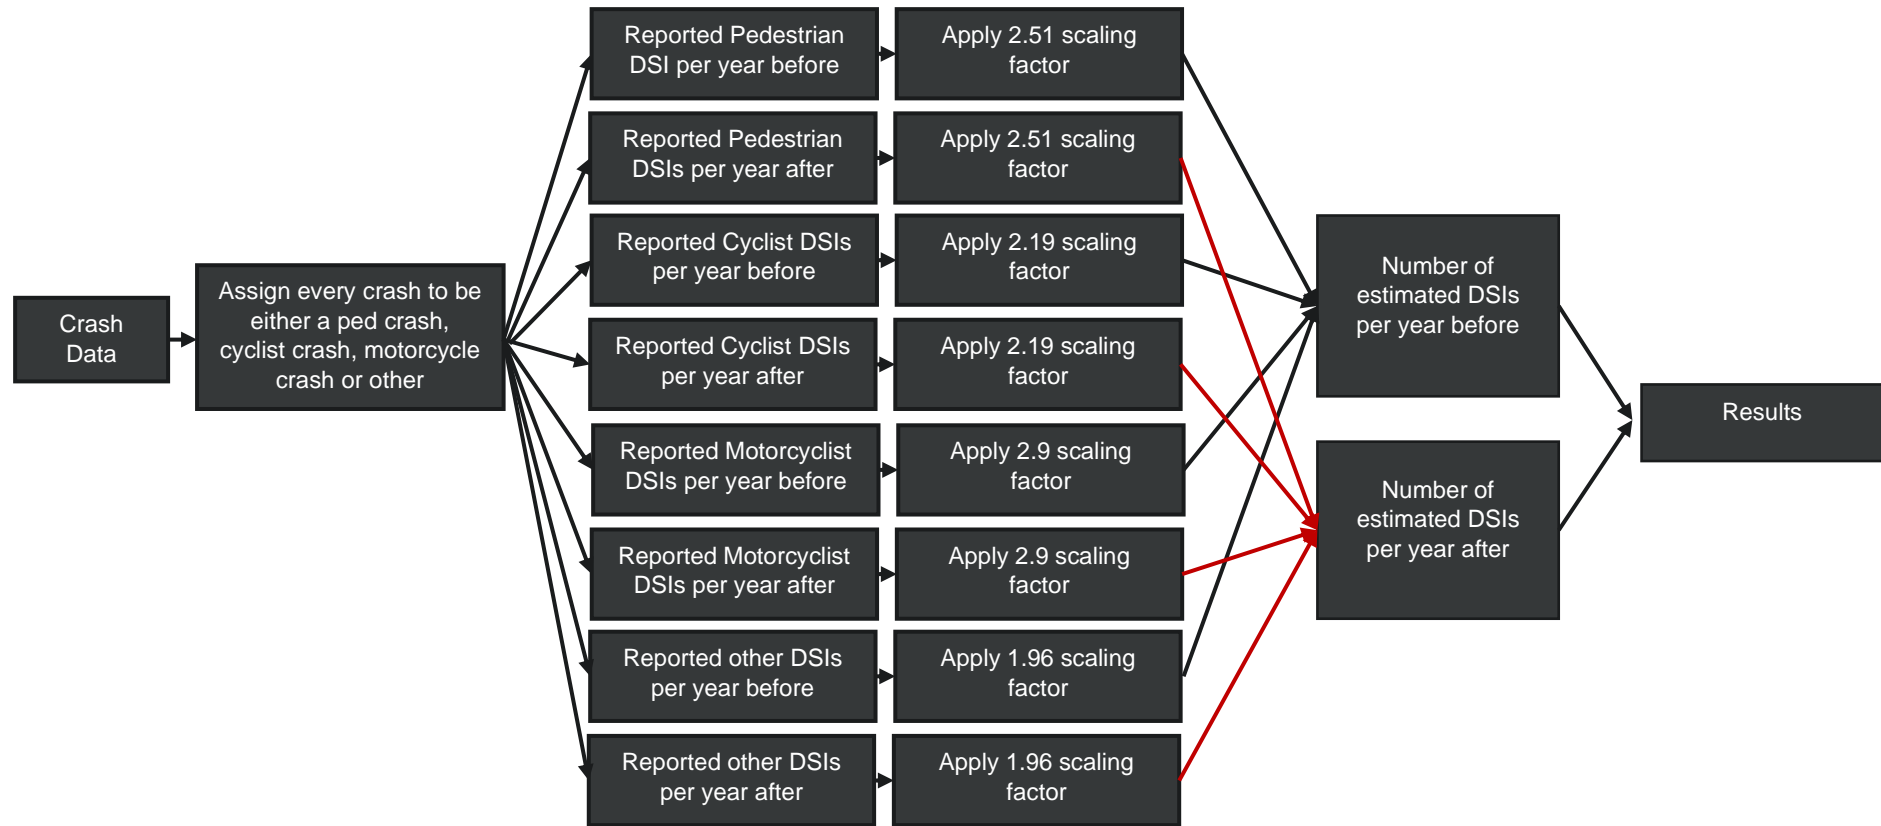 Crash
Data
Assign every crash to be
either a ped crash,
cyclist crash, motorcycle
crash or other
Reported Pedestrian
DSI per year before
Apply 2.51 scaling
factor
Reported Pedestrian
DSIs per year after
Apply 2.51 scaling
factor
Reported Cyclist DSIs
per year before
Apply 2.19 scaling
factor
Reported Cyclist DSIs
per year after
Apply 2.19 scaling
factor
Reported Motorcyclist
DSIs per year before
Apply 2.9 scaling
factor
Reported Motorcyclist
DSIs per year after
Apply 2.9 scaling
factor
Reported other DSIs
per year before
Apply 1.96 scaling
factor
Reported other DSIs
per year after
Apply 1.96 scaling
factor
Number of
estimated DSIs
per year before
Number of
estimated DSIs
per year after
Results